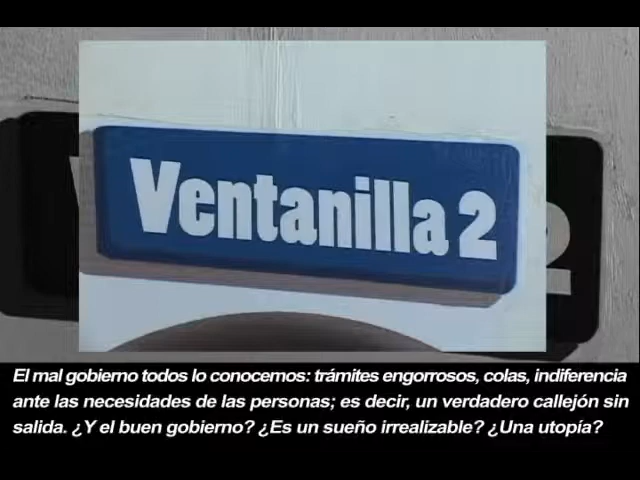 Ventanilla 2
El mal gobierno todos lo conocemos: trámites engorrosos, colas, indiferencia
ante las necesidades de las personas; es decir, un verdadero callejón sin
salida. ¿Y el buen gobierno? ¿Es un sueño irrealizable? ¿Una utopía?